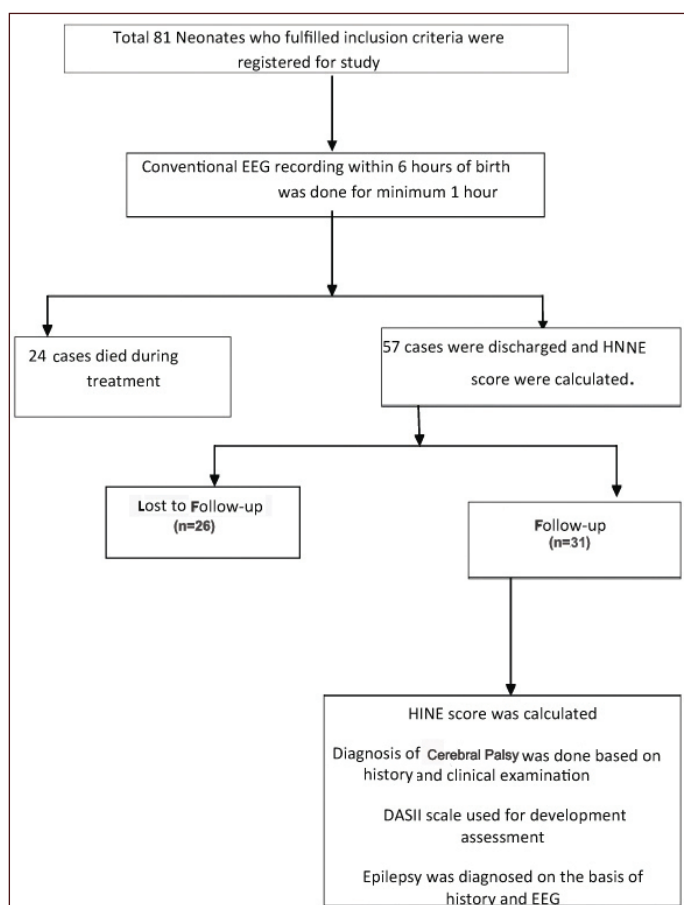 Total 81 Neonates who fulfilled inclusion criteria were
registered for study
Conventional EEG recording within 6 hours of birth
was done for minimum 1 hour
24 cases died during
treatment
57 cases were discharged and HNNE
score were calculated.
Lost to Follow-up
(n=26)
Follow-up
(n=31)
HINE score was calculated
Diagnosis of Cerebral Palsy was done based on
history and clinical examination
DASII scale used for development
assessment
Epilepsy was diagnosed on the basis of
history and EEG